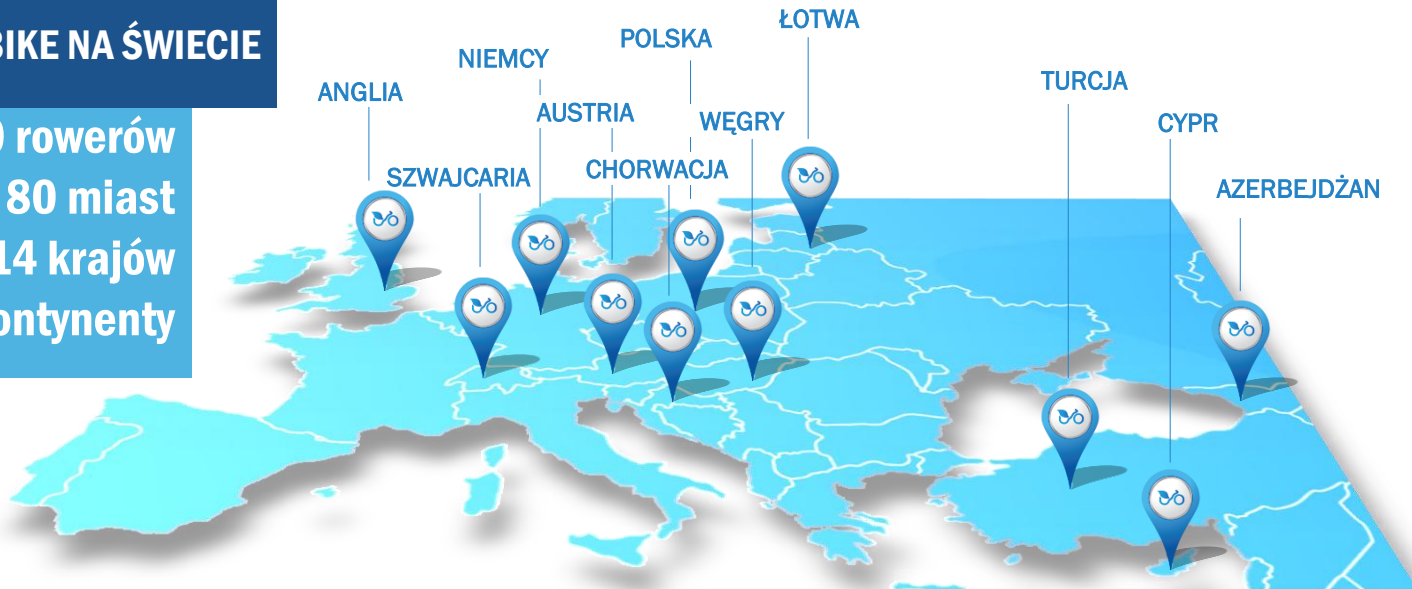 BIKE NA ŚWIECIE
rowerów
80 miast
14 krajów
ŁOTWA
POLSKA
NIEMCY
TURCJA
ANGLIA
AUSTRIA
WĘGRY
CYPR
CHORWACJA
SZWAJCARIA
AZERBEJDŻAN